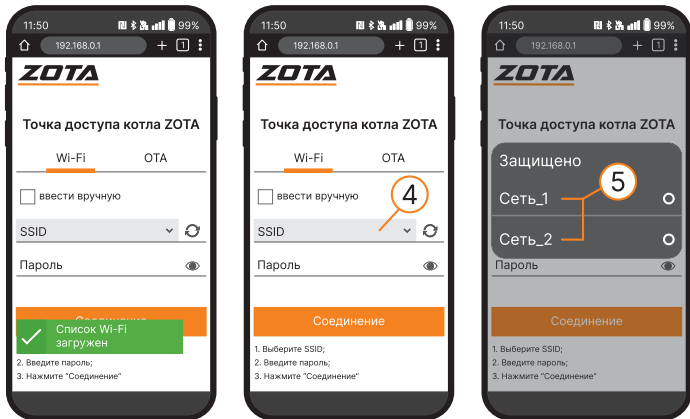 11:50 99%
192.168.0.1 1
ZOTA
Точка доступа котла ZOTA
Wi-Fi OTA
ввести вручную
SSID
Пароль
Соединение
Список Wi-Fi
загружен
2. Введите пароль;
3. Нажмите “Соединение”
11:50 99%
192.168.0.1 1
ZOTA
Точка доступа котла ZOTA
Wi-Fi OTA
ввести вручную
4
SSID
Пароль
Соединение
1. Выберите SSID;
2. Введите пароль;
3. Нажмите “Соединение”
11:50 99%
192.168.0.1 1
ZOTA
Точка доступа котла ZOTA
Защищено
5
Сеть_1
Сеть_2
Пароль
Соединение
1. Выберите SSID;
2. Введите пароль;
3. Нажмите “Соединение”